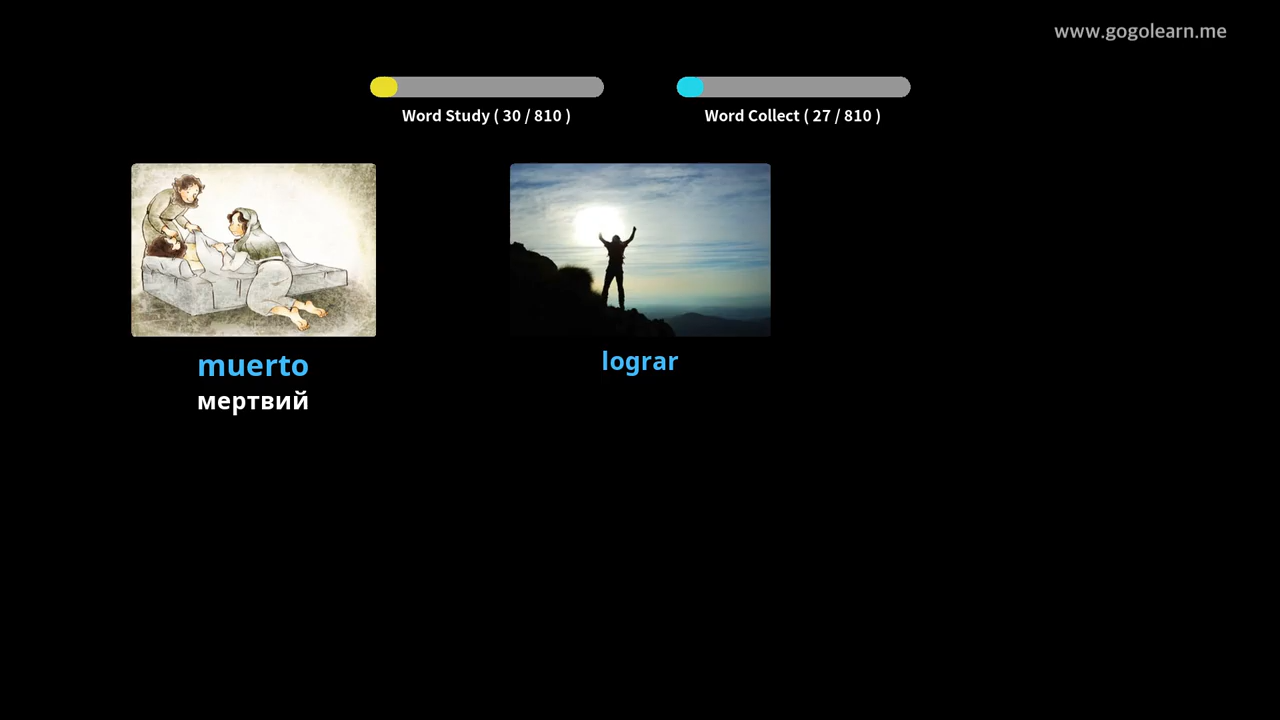 www.gogolearn.me
Word Study ( 30 / 810 )
Word Collect ( 27 / 810 )
muerto
мертвий
lograr